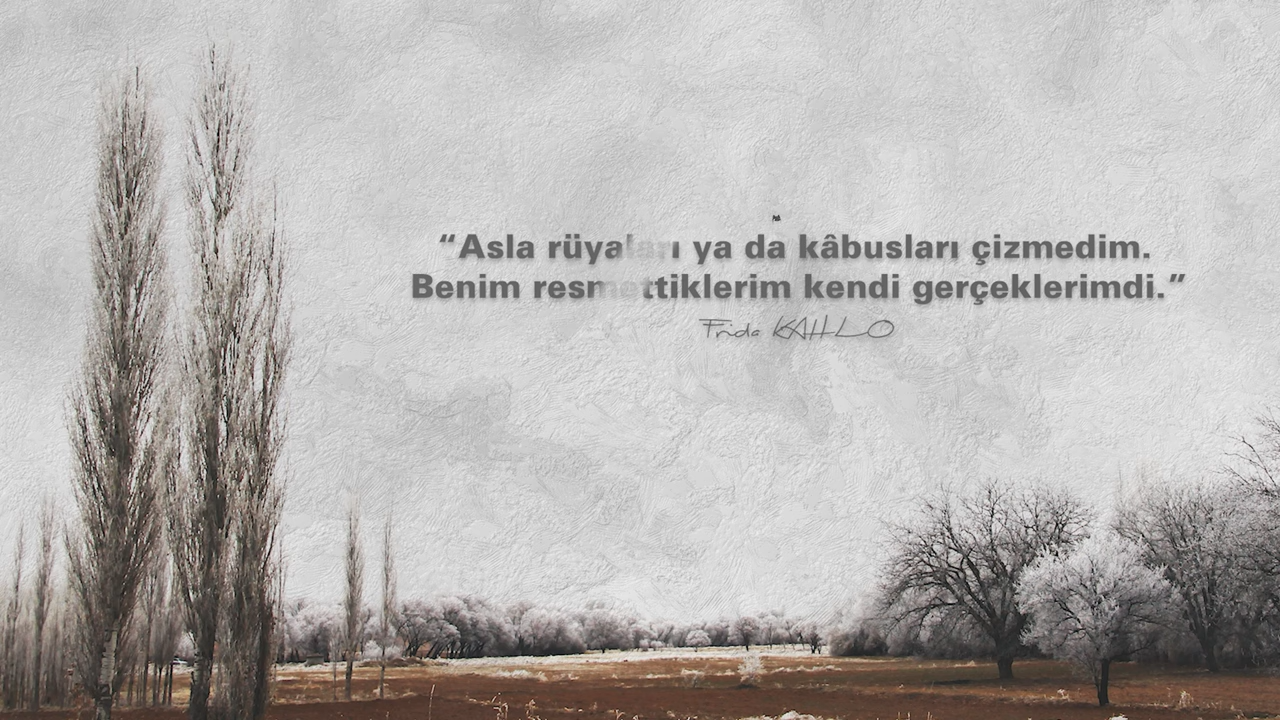 “Asla rüyaları ya da kâbusları çizmedim.
Benim resmettiklerim kendi gerçeklerimdi.”
Frida KAHLO